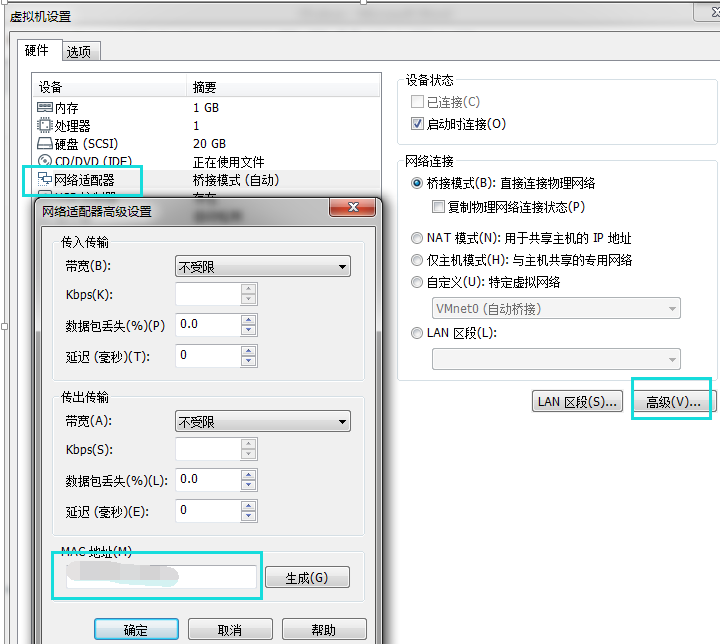 虚拟机设置
硬件 选项
设备 摘要
内存 1 GB
处理器 1
硬盘 (SCSI) 20 GB
CD/DVD (IDE) 正在使用文件
网络适配器 桥接模式 (自动)
设备状态
已连接(C)
启动时连接(O)
网络连接
桥接模式(B): 直接连接物理网络
复制物理网络连接状态(P)
NAT 模式(N): 用于共享主机的 IP 地址
仅主机模式(H): 与主机共享的专用网络
自定义(U): 特定虚拟网络
VMnet0 (自动桥接)
LAN 区段(L):
LAN 区段(S)... 高级(V)...
网络适配器高级设置
传入传输
带宽(B): 不受限
Kbps(K):
数据包丢失(%)(P) 0.0
延迟 (毫秒)(T): 0
传出传输
带宽(A): 不受限
Kbps(S):
数据包丢失(%)(L): 0.0
延迟 (毫秒)(E): 0
MAC 地址(M)
生成(G)
确定 取消 帮助